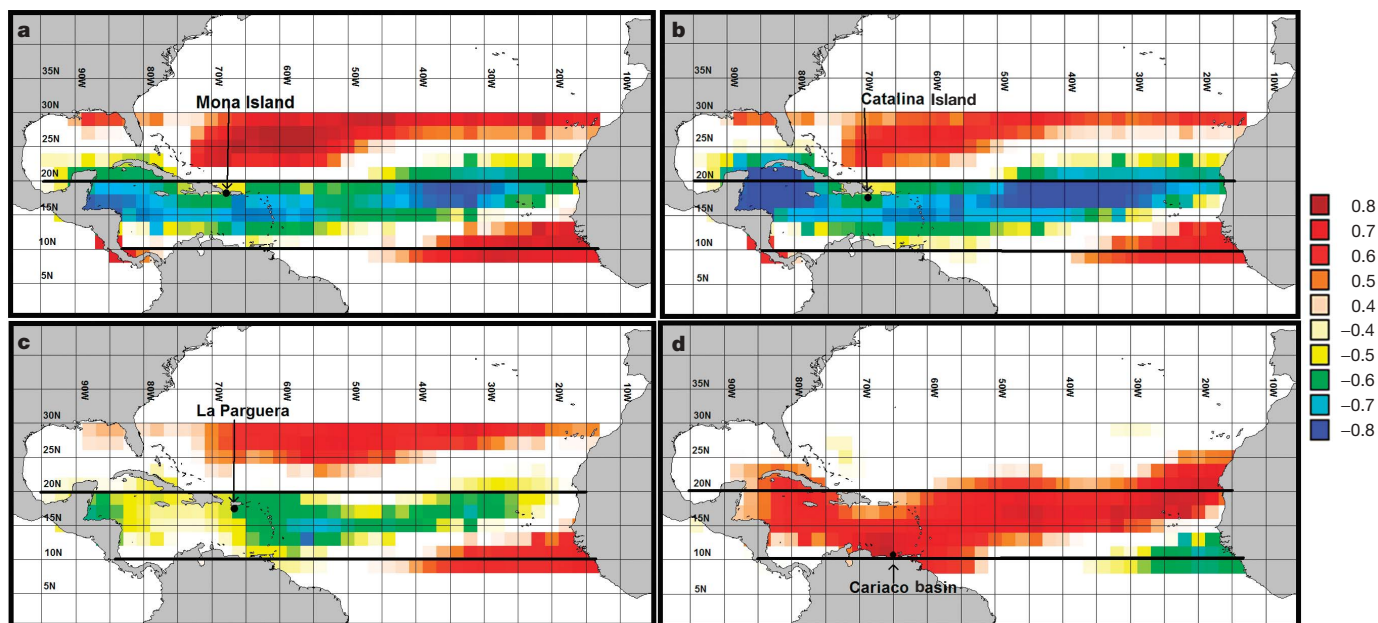 a
35N
30N
25N
20N
15N
10N
5N
90W
80W
70W
60W
50W
40W
30W
20W
10W
Mona Island
b
35N
30N
25N
20N
15N
10N
5N
90W
80W
70W
60W
50W
40W
30W
20W
10W
Catalina Island
c
35N
30N
25N
20N
15N
10N
5N
90W
80W
70W
60W
50W
40W
30W
20W
10W
La Parguera
d
35N
30N
25N
20N
15N
10N
5N
90W
80W
70W
60W
50W
40W
30W
20W
10W
Cariaco basin
0.8
0.7
0.6
0.5
0.4
−0.4
−0.5
−0.6
−0.7
−0.8